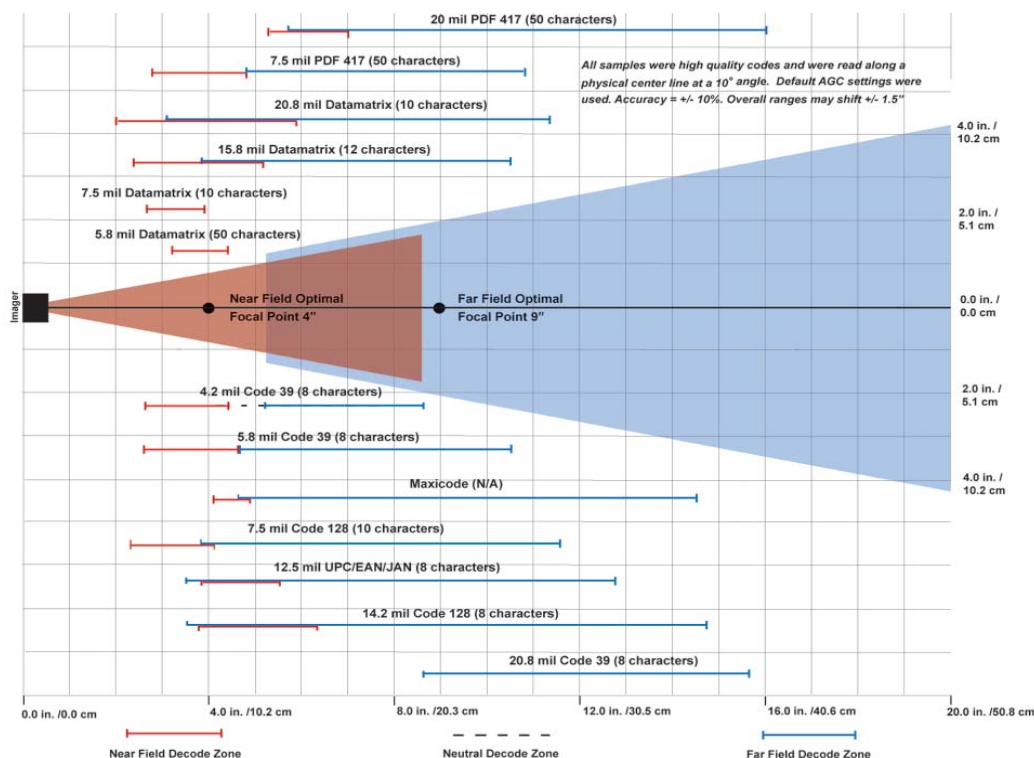 20 mil PDF 417 (50 characters)
7.5 mil PDF 417 (50 characters)
All samples were high quality codes and were read along a
physical center line at a 10° angle. Default AGC settings were
used. Accuracy = +/- 10%. Overall ranges may shift +/- 1.5"
20.8 mil Datamatrix (10 characters)
4.0 in. /
10.2 cm
15.8 mil Datamatrix (12 characters)
7.5 mil Datamatrix (10 characters)
2.0 in. /
5.1 cm
5.8 mil Datamatrix (50 characters)
Imager
Near Field Optimal
Focal Point 4"
Far Field Optimal
Focal Point 9"
0.0 in. /
0.0 cm
4.2 mil Code 39 (8 characters)
2.0 in. /
5.1 cm
5.8 mil Code 39 (8 characters)
Maxicode (N/A)
4.0 in. /
10.2 cm
7.5 mil Code 128 (10 characters)
12.5 mil UPC/EAN/JAN (8 characters)
14.2 mil Code 128 (8 characters)
20.8 mil Code 39 (8 characters)
0.0 in. /0.0 cm
4.0 in. /10.2 cm
8.0 in. /20.3 cm
12.0 in. /30.5 cm
16.0 in. /40.6 cm
20.0 in. /50.8 cm
Near Field Decode Zone
Neutral Decode Zone
Far Field Decode Zone